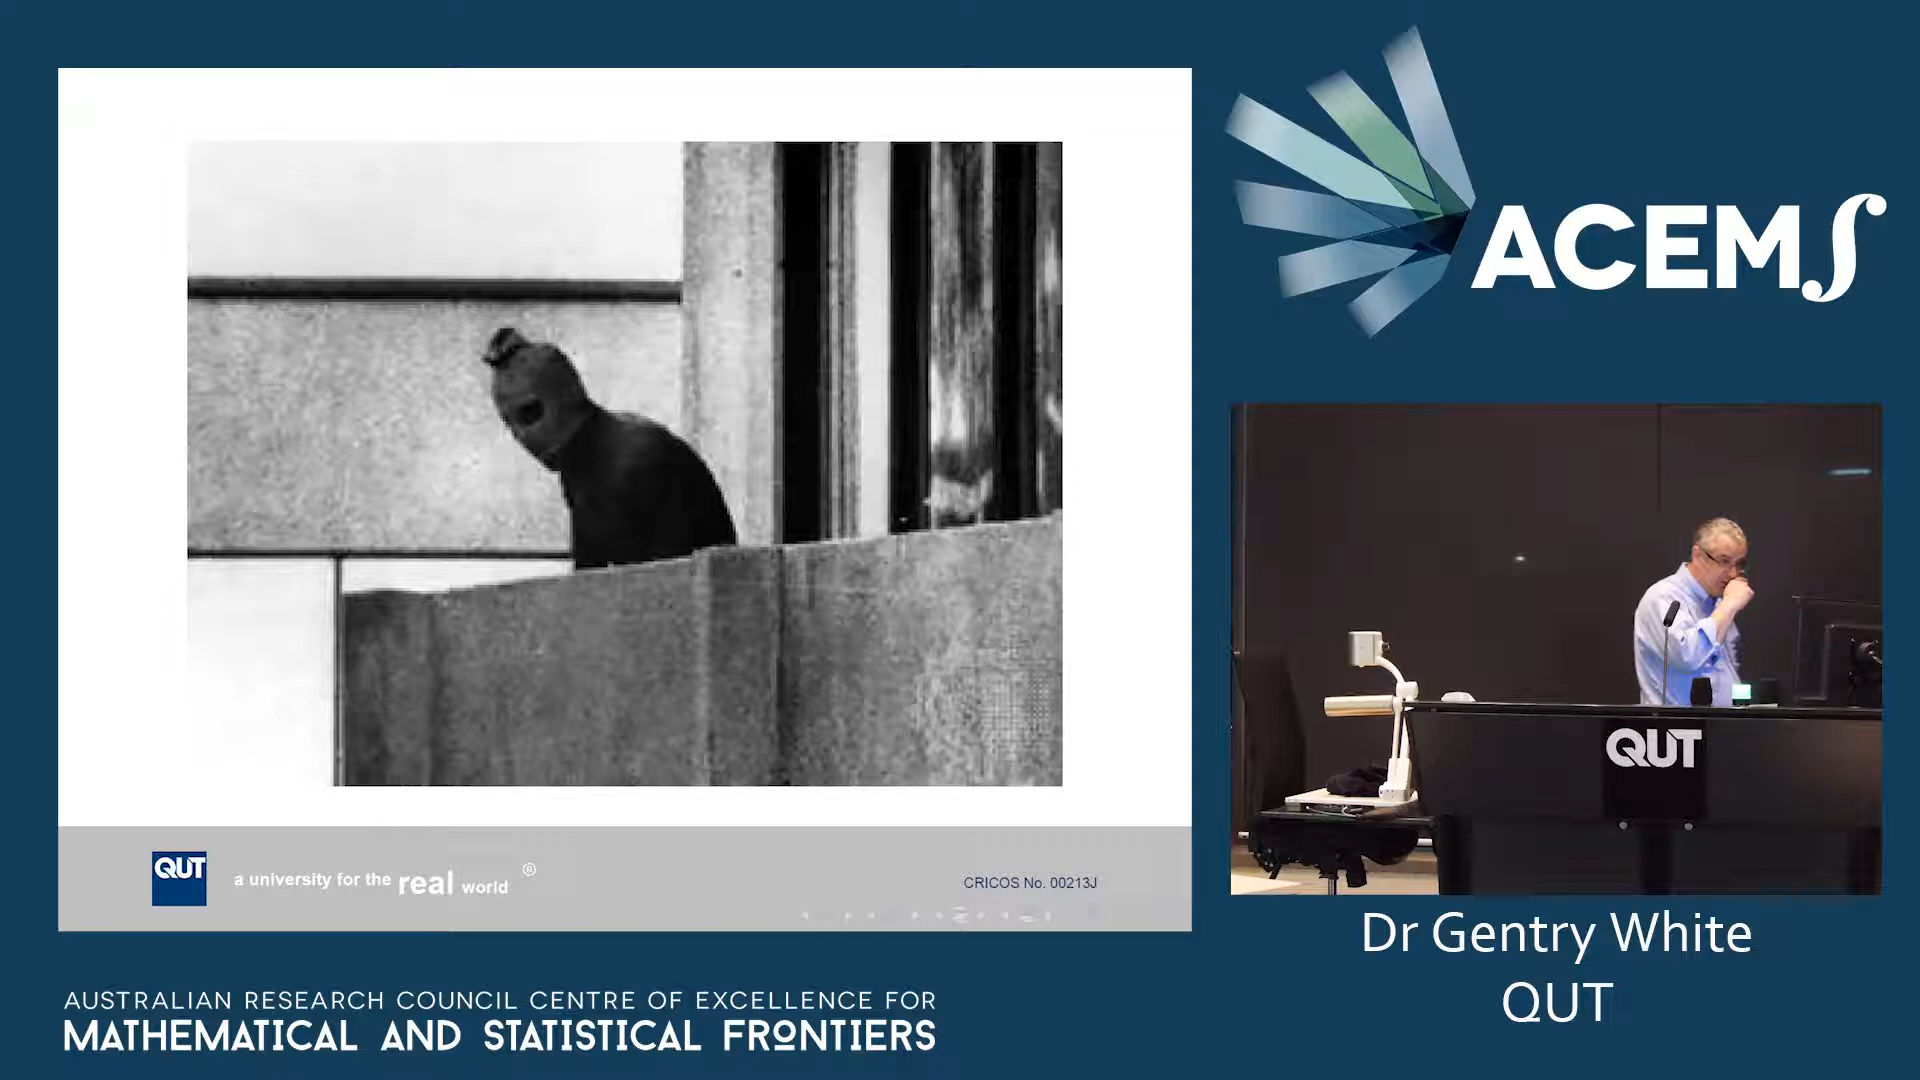 ACEMS
QUT
a university for the real world ®
CRICOS No. 00213J
QUT
Dr Gentry White
QUT
AUSTRALIAN RESEARCH COUNCIL CENTRE OF EXCELLENCE FOR
MATHEMATICAL AND STATISTICAL FRONTIERS